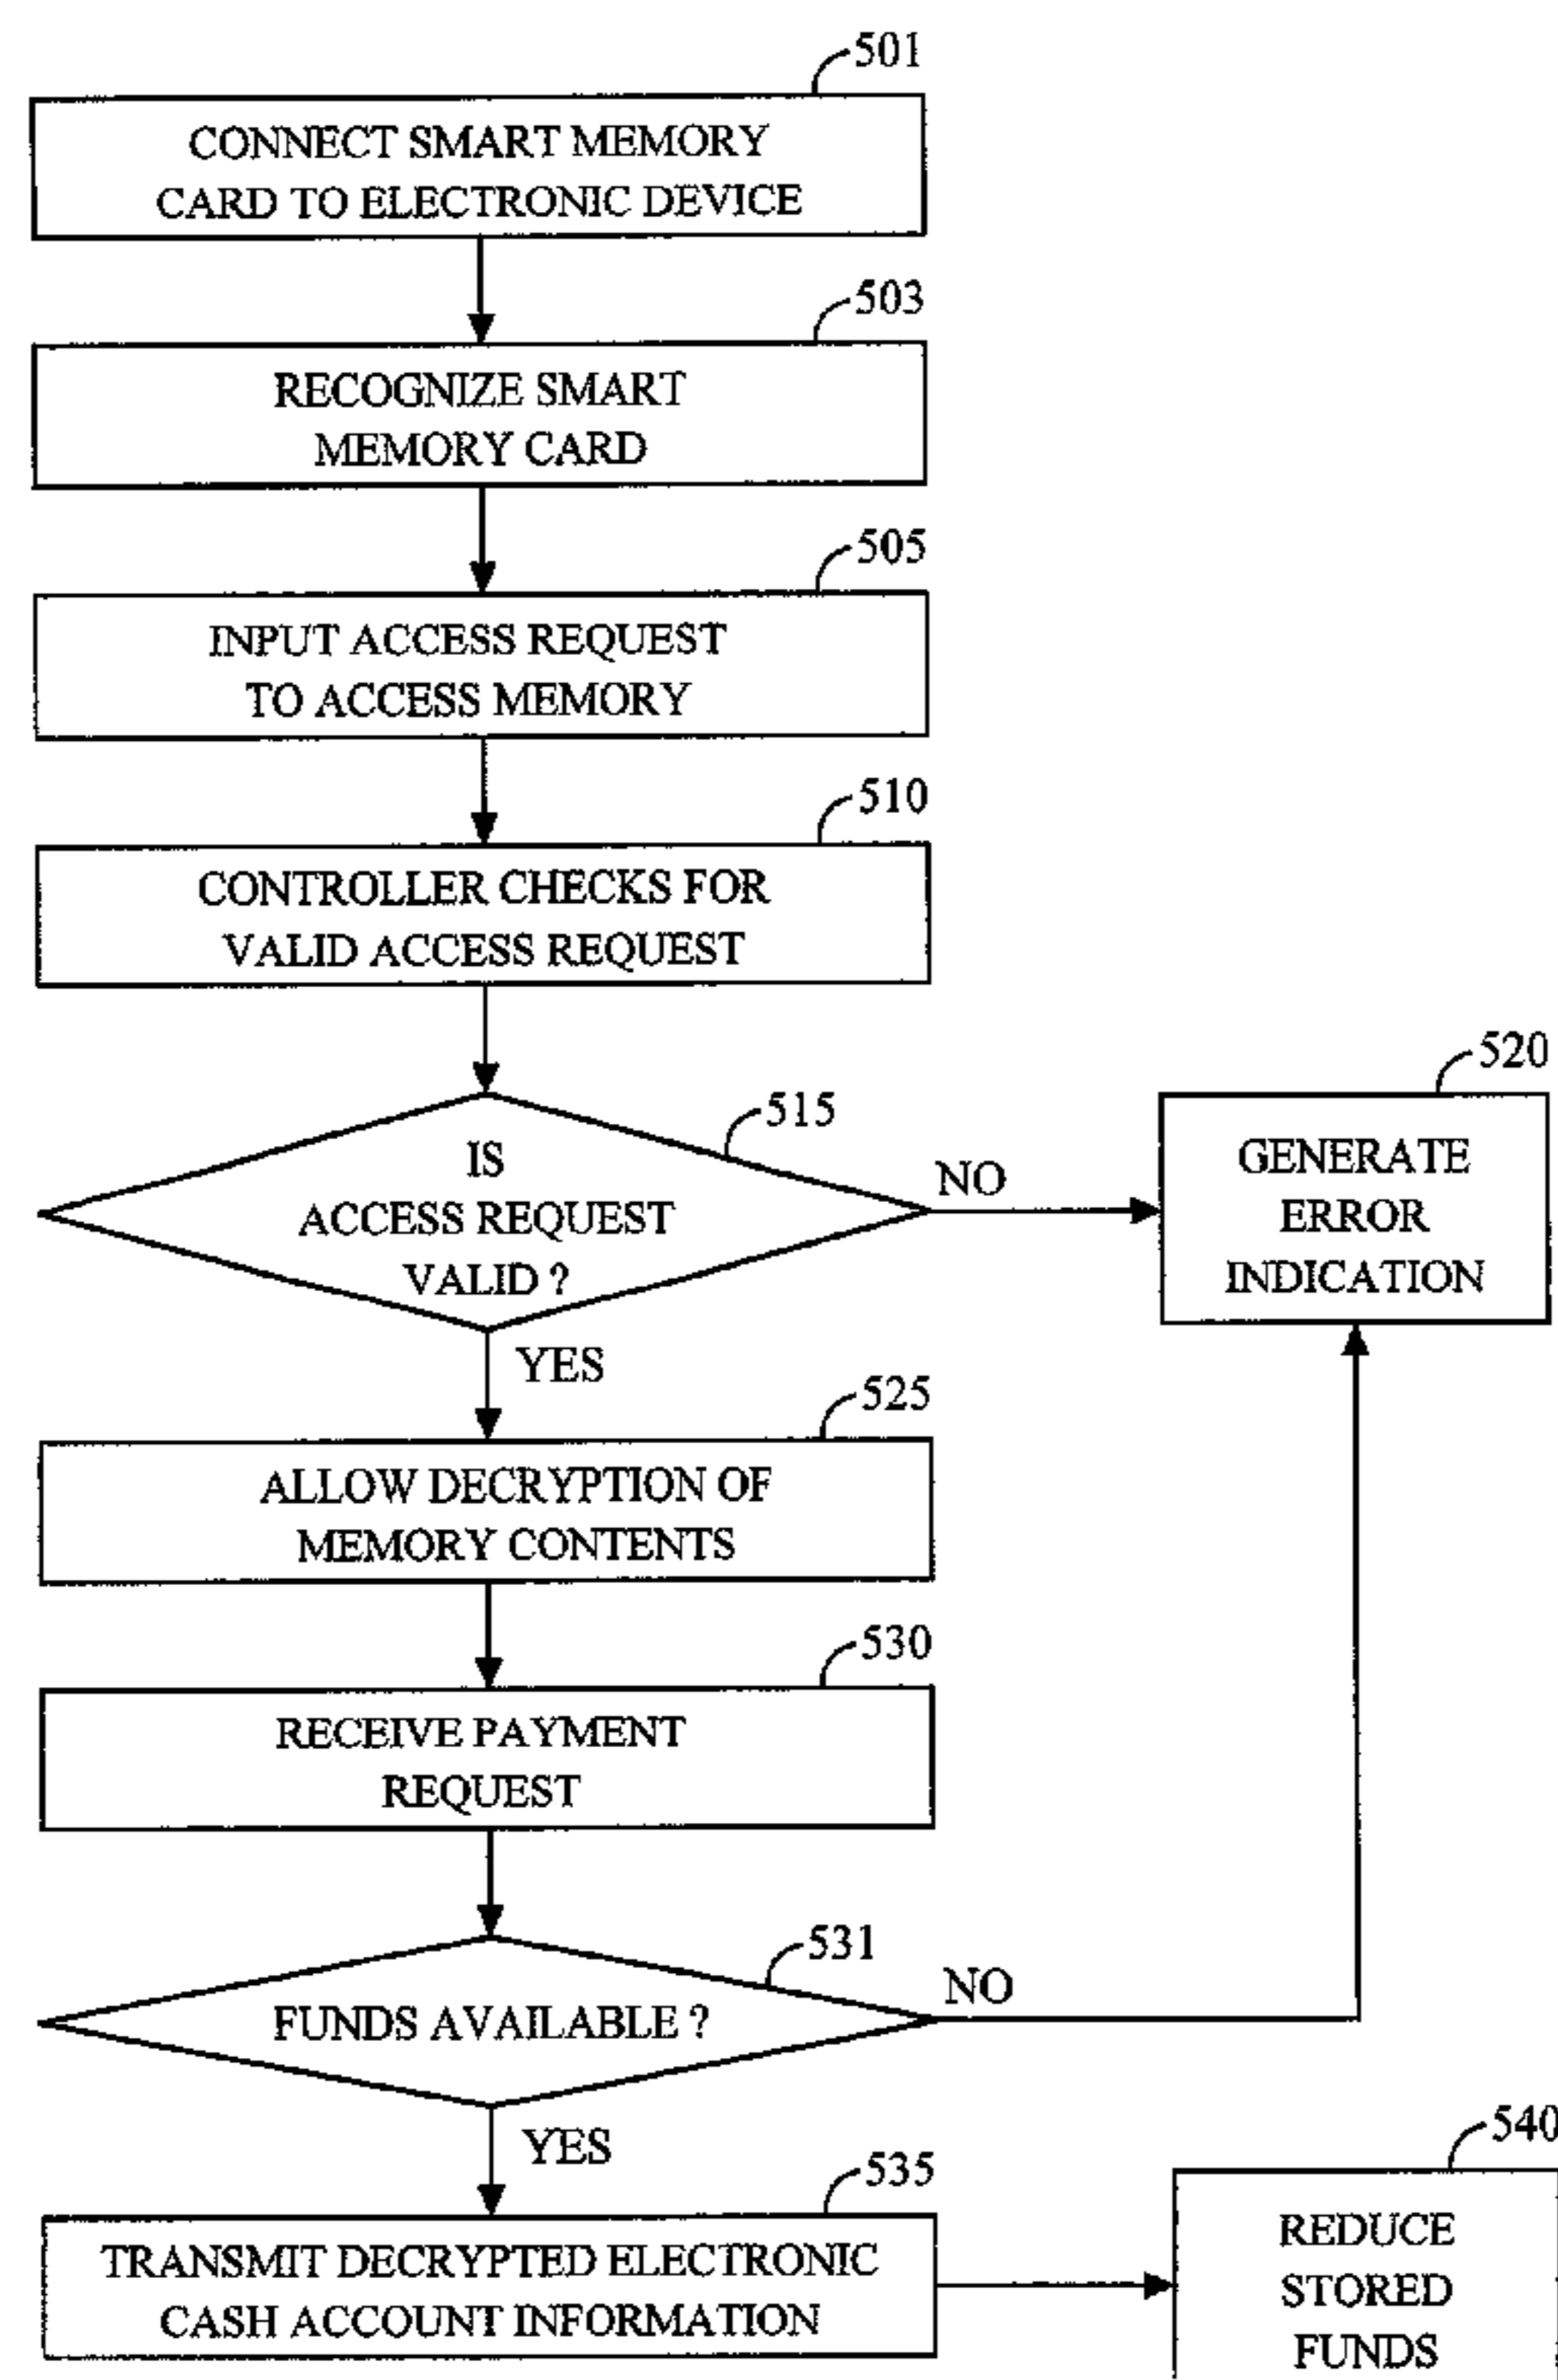 501
CONNECT SMART MEMORY
CARD TO ELECTRONIC DEVICE
503
RECOGNIZE SMART
MEMORY CARD
505
INPUT ACCESS REQUEST
TO ACCESS MEMORY
510
CONTROLLER CHECKS FOR
VALID ACCESS REQUEST
515
IS
ACCESS REQUEST
VALID ?
NO
520
GENERATE
ERROR
INDICATION
YES
525
ALLOW DECRYPTION OF
MEMORY CONTENTS
530
RECEIVE PAYMENT
REQUEST
531
FUNDS AVAILABLE ?
NO
YES
535
TRANSMIT DECRYPTED ELECTRONIC
CASH ACCOUNT INFORMATION
540
REDUCE
STORED
FUNDS